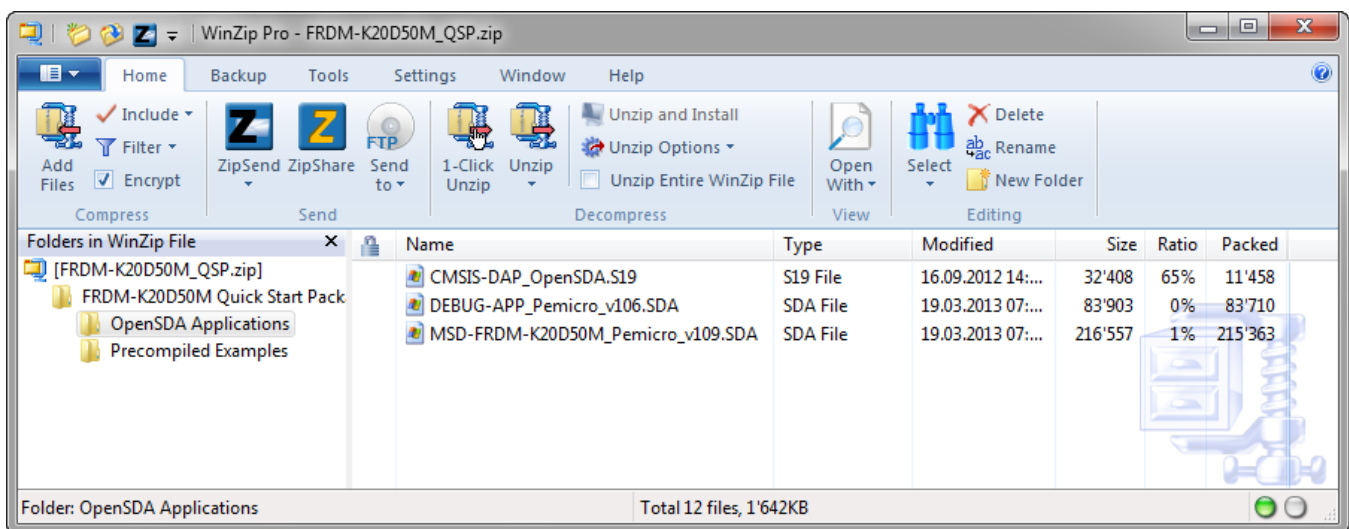 WinZip Pro - FRDM-K20D50M_QSP.zip
Home Backup Tools Settings Window Help
Add Files
Include
Filter
Encrypt
Compress
ZipSend
ZipShare
FTP
Send to
Send
1-Click Unzip
Unzip
Unzip and Install
Unzip Options
Unzip Entire WinZip File
Decompress
Open With
View
Select
Delete
ab ac Rename
New Folder
Editing
Folders in WinZip File
[FRDM-K20D50M_QSP.zip]
FRDM-K20D50M Quick Start Pack
OpenSDA Applications
Precompiled Examples
Name Type Modified Size Ratio Packed
CMSIS-DAP_OpenSDA.S19 S19 File 16.09.2012 14:... 32'408 65% 11'458
DEBUG-APP_Pemicro_v106.SDA SDA File 19.03.2013 07:... 83'903 0% 83'710
MSD-FRDM-K20D50M_Pemicro_v109.SDA SDA File 19.03.2013 07:... 216'557 1% 215'363
Folder: OpenSDA Applications
Total 12 files, 1'642KB